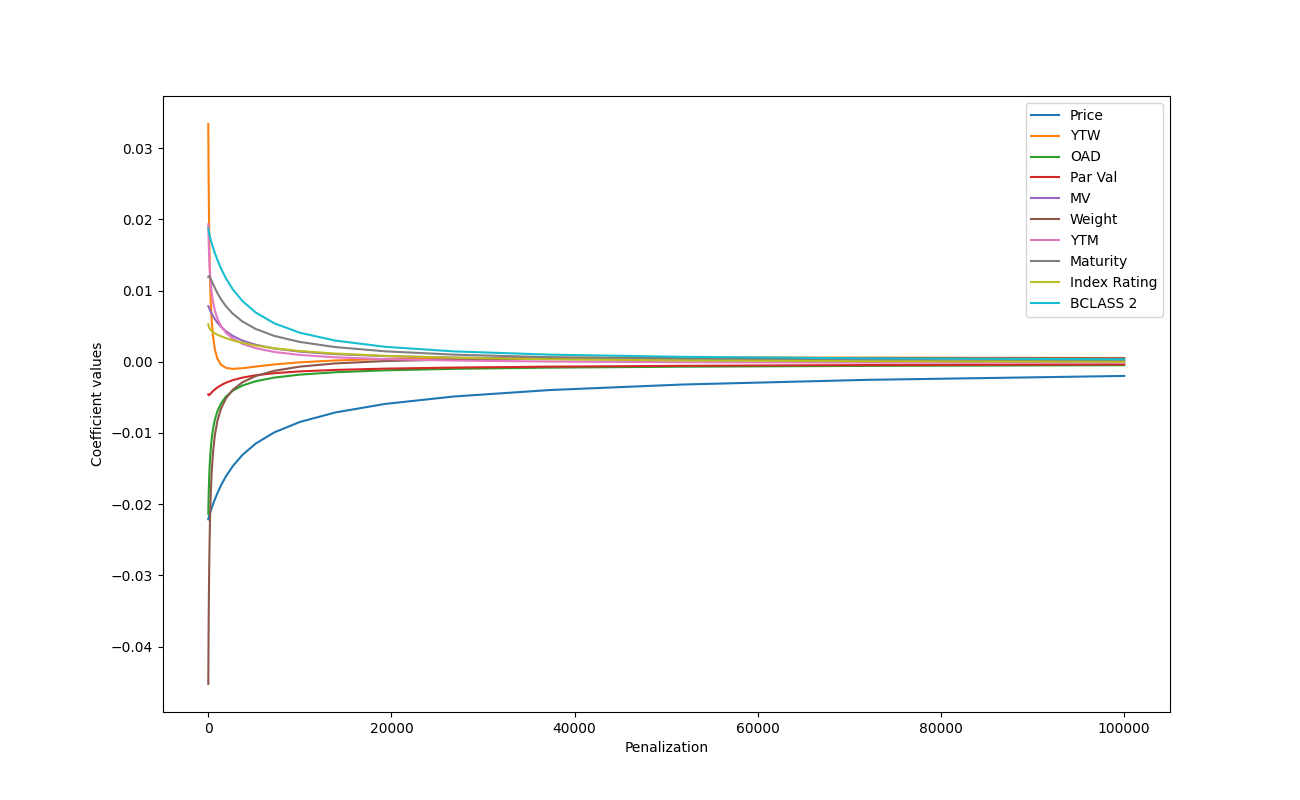 Price
YTW
OAD
Par Val
MV
Weight
YTM
Maturity
Index Rating
BCLASS 2
0.03
0.02
0.01
0.00
−0.01
−0.02
−0.03
−0.04
Coefficient values
0 20000 40000 60000 80000 100000
Penalization